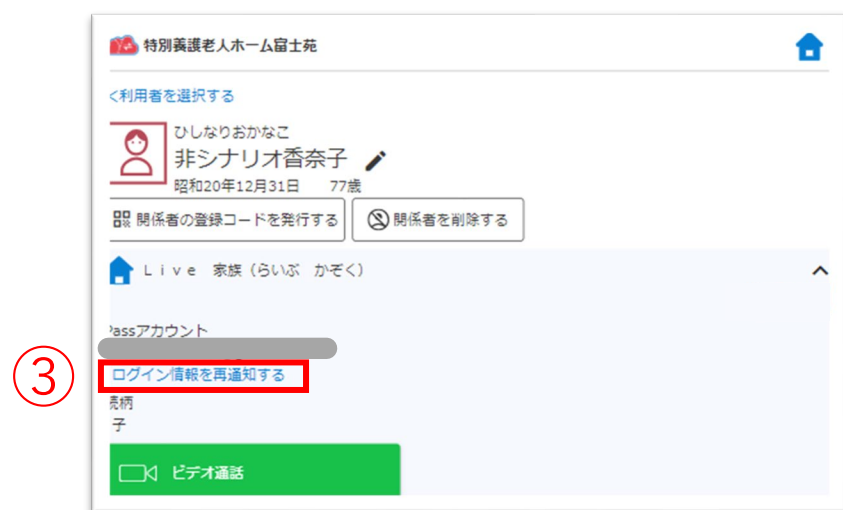 特別義護老人ホーム富士苑
<利用者を選択する
ひしなりおかなこ
非シナリオ香奈子
昭和20年12月31日 77歳
関係者の登録コードを発行する
関係者を削除する
Live 家族(らいぶ かぞく)
Passアカウント
③
ログイン情報を再通知する
続柄
子
ビデオ通話